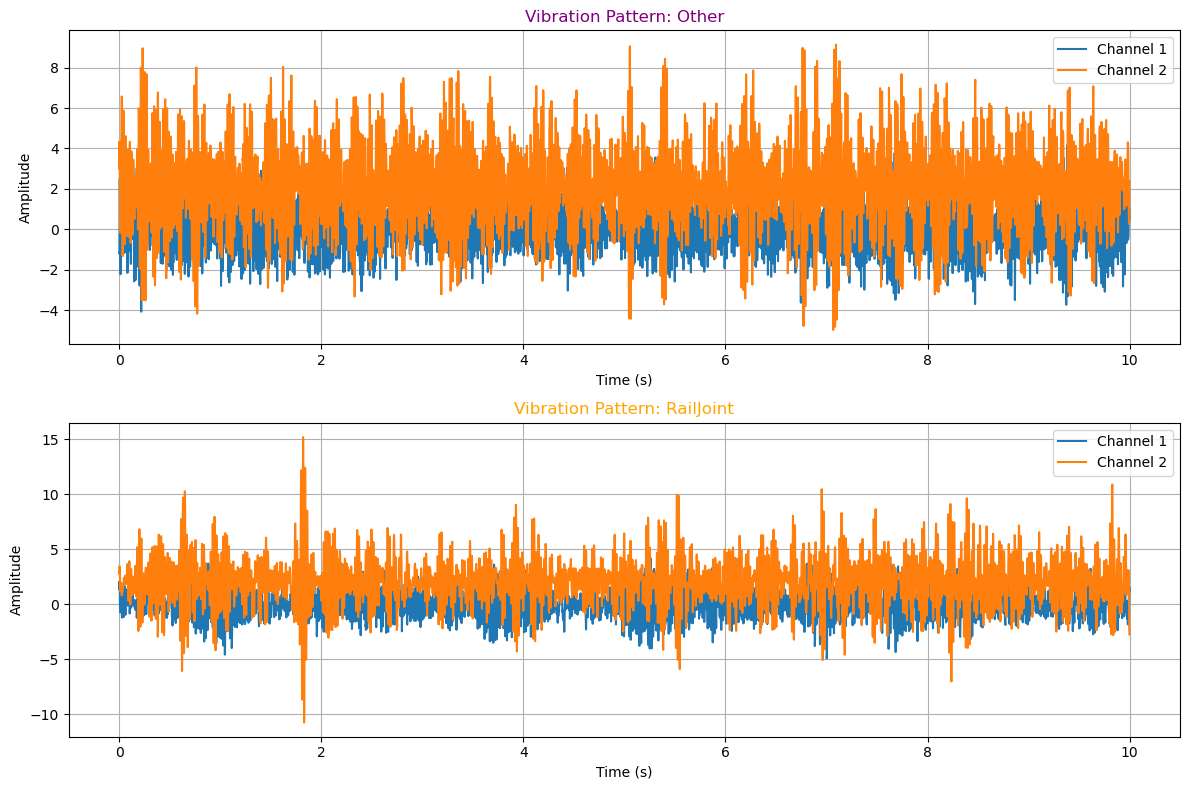 Vibration Pattern: Other
Channel 1
Channel 2
Amplitude
8
6
4
2
0
−2
−4
0 2 4 6 8 10
Time (s)
Vibration Pattern: RailJoint
Channel 1
Channel 2
Amplitude
15
10
5
0
−5
−10
0 2 4 6 8 10
Time (s)